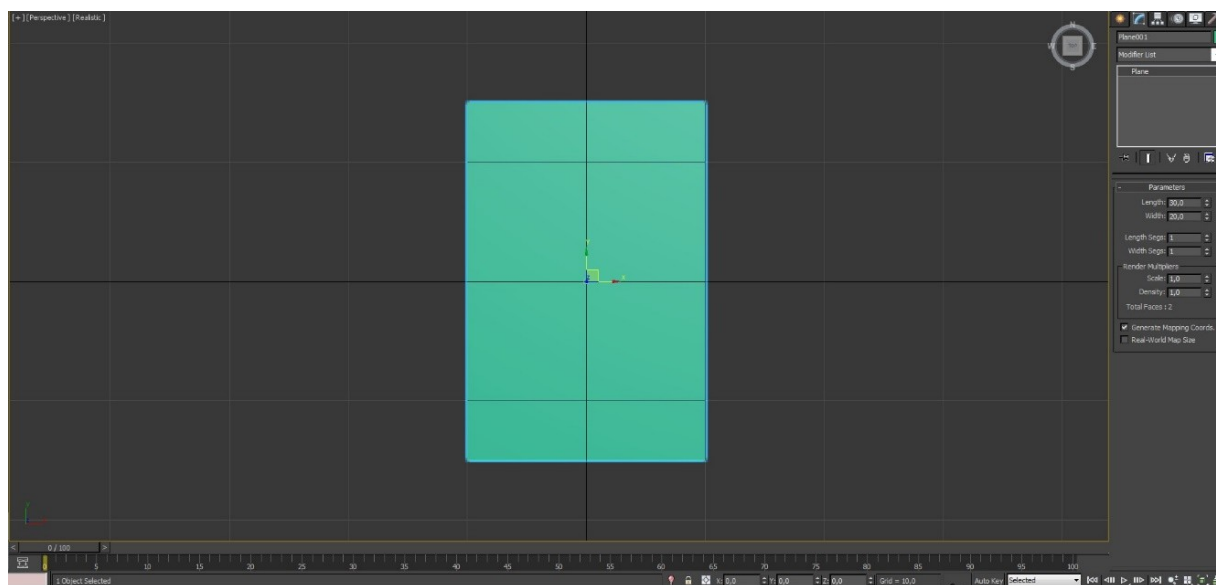 [+] [Perspective] [Realistic]
N
W
E
S
Plane001
Modifier List
Plane
- Parameters
Length: 30,0
Width: 20,0
Length Segs: 1
Width Segs: 1
Render Multipliers
Scale: 1,0
Density: 1,0
Total Faces : 2
Generate Mapping Coords.
Real-World Map Size
Y
X
< 0 / 100 >
0 5 10 15 20 25 30 35 40 45 50 55 60 65 70 75 80 85 90 95 100
1 Object Selected X: 0,0 Y: 0,0 Z: 0,0 Grid = 10,0 Auto Key Selected